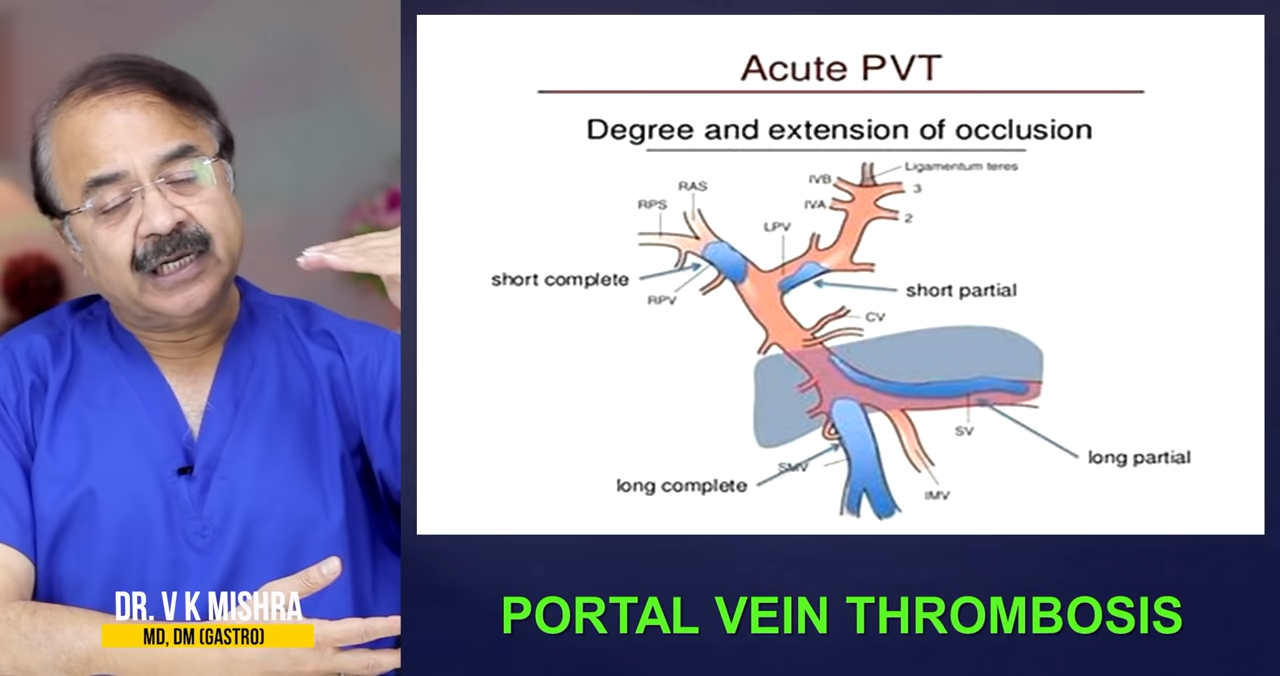 Acute PVT
Degree and extension of occlusion
Ligamentum teres
IVB
3
RAS
RPS
IVA
2
LPV
short complete
short partial
RPV
CV
SV
long partial
SMV
long complete
IMV
DR. V K MISHRA
MD, DM (GASTRO)
PORTAL VEIN THROMBOSIS